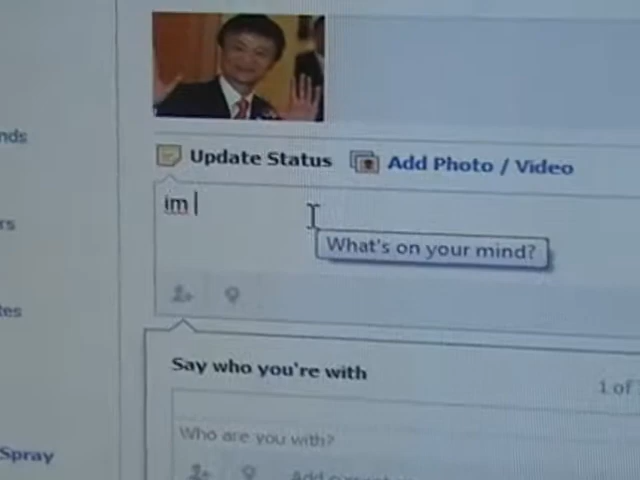 nds
Update Status Add Photo / Video
im
rs
What's on your mind?
tes
Say who you're with
1 of
Who are you with?
Spray
Add